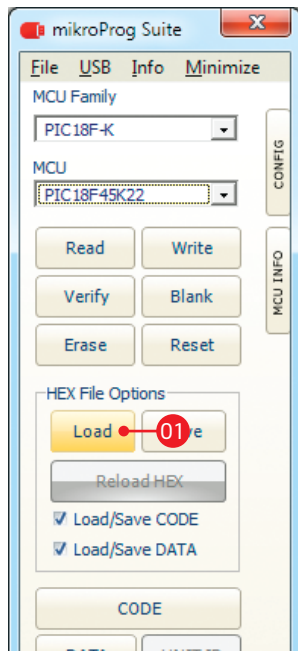 mikroProg Suite
File USB Info Minimize
MCU Family
PIC18F-K
MCU
PIC18F45K22
CONFIG
MCU INFO
Read Write
Verify Blank
Erase Reset
HEX File Options
Load 01
Reload HEX
Load/Save CODE
Load/Save DATA
CODE